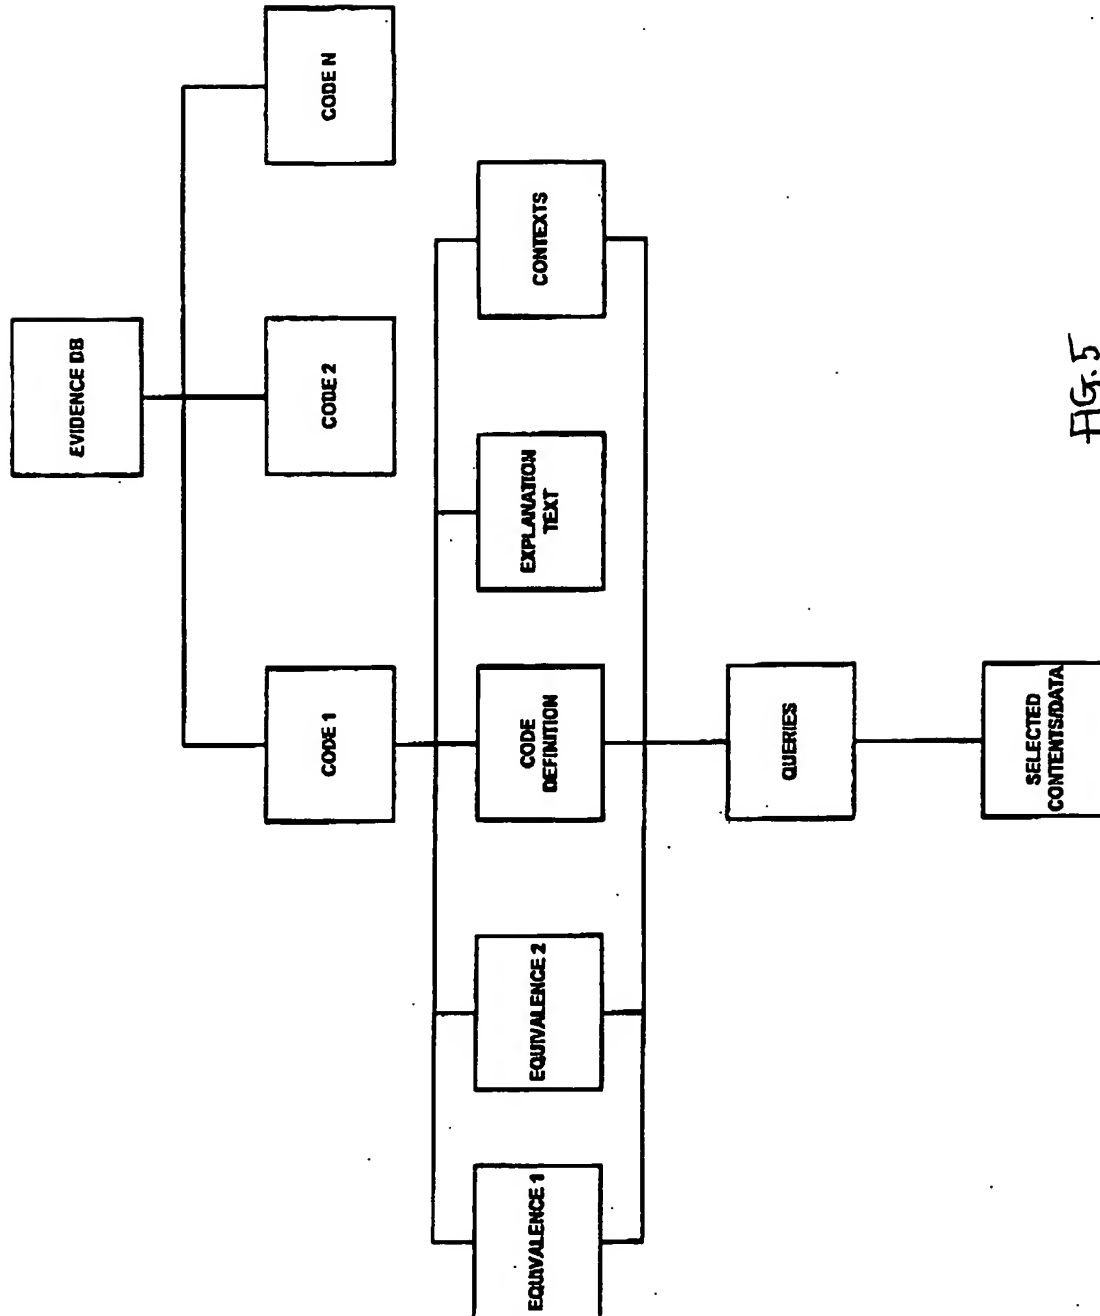 EVIDENCE DB
CODE 1
CODE 2
CODE N
EQUIVALENCE 1
EQUIVALENCE 2
CODE
DEFINITION
EXPLANATION
TEXT
CONTEXTS
QUERIES
SELECTED
CONTENTS/DATA
FIG. 5